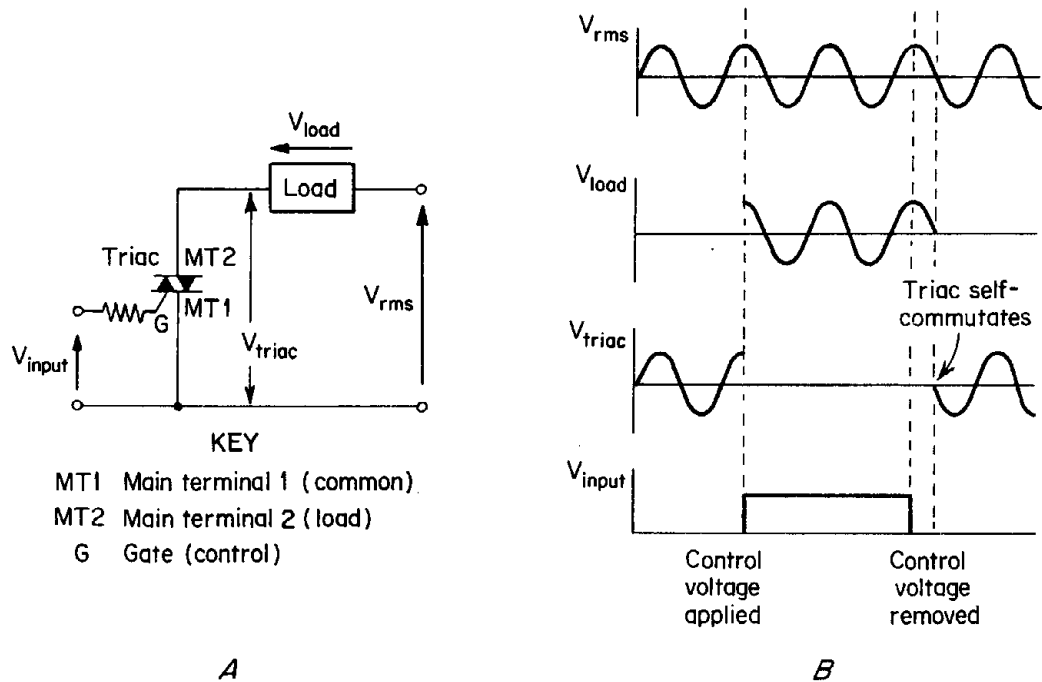 V_load
Load
Triac
MT2
MT1
G
V_input
V_triac
V_rms
KEY
MT1 Main terminal 1 (common)
MT2 Main terminal 2 (load)
G Gate (control)
A
V_rms
V_load
Triac self-
commutates
V_triac
V_input
Control
voltage
applied
Control
voltage
removed
B